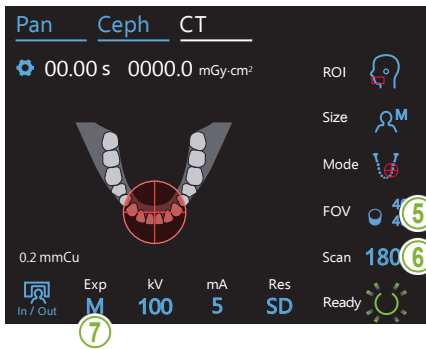 Pan Ceph CT
00.00 s 0000.0 mGy·cm²
ROI
Size M
Mode
FOV 4 5
4
0.2 mmCu
Scan 180 6
Exp kV mA Res
In / Out M 100 5 SD
Ready
7